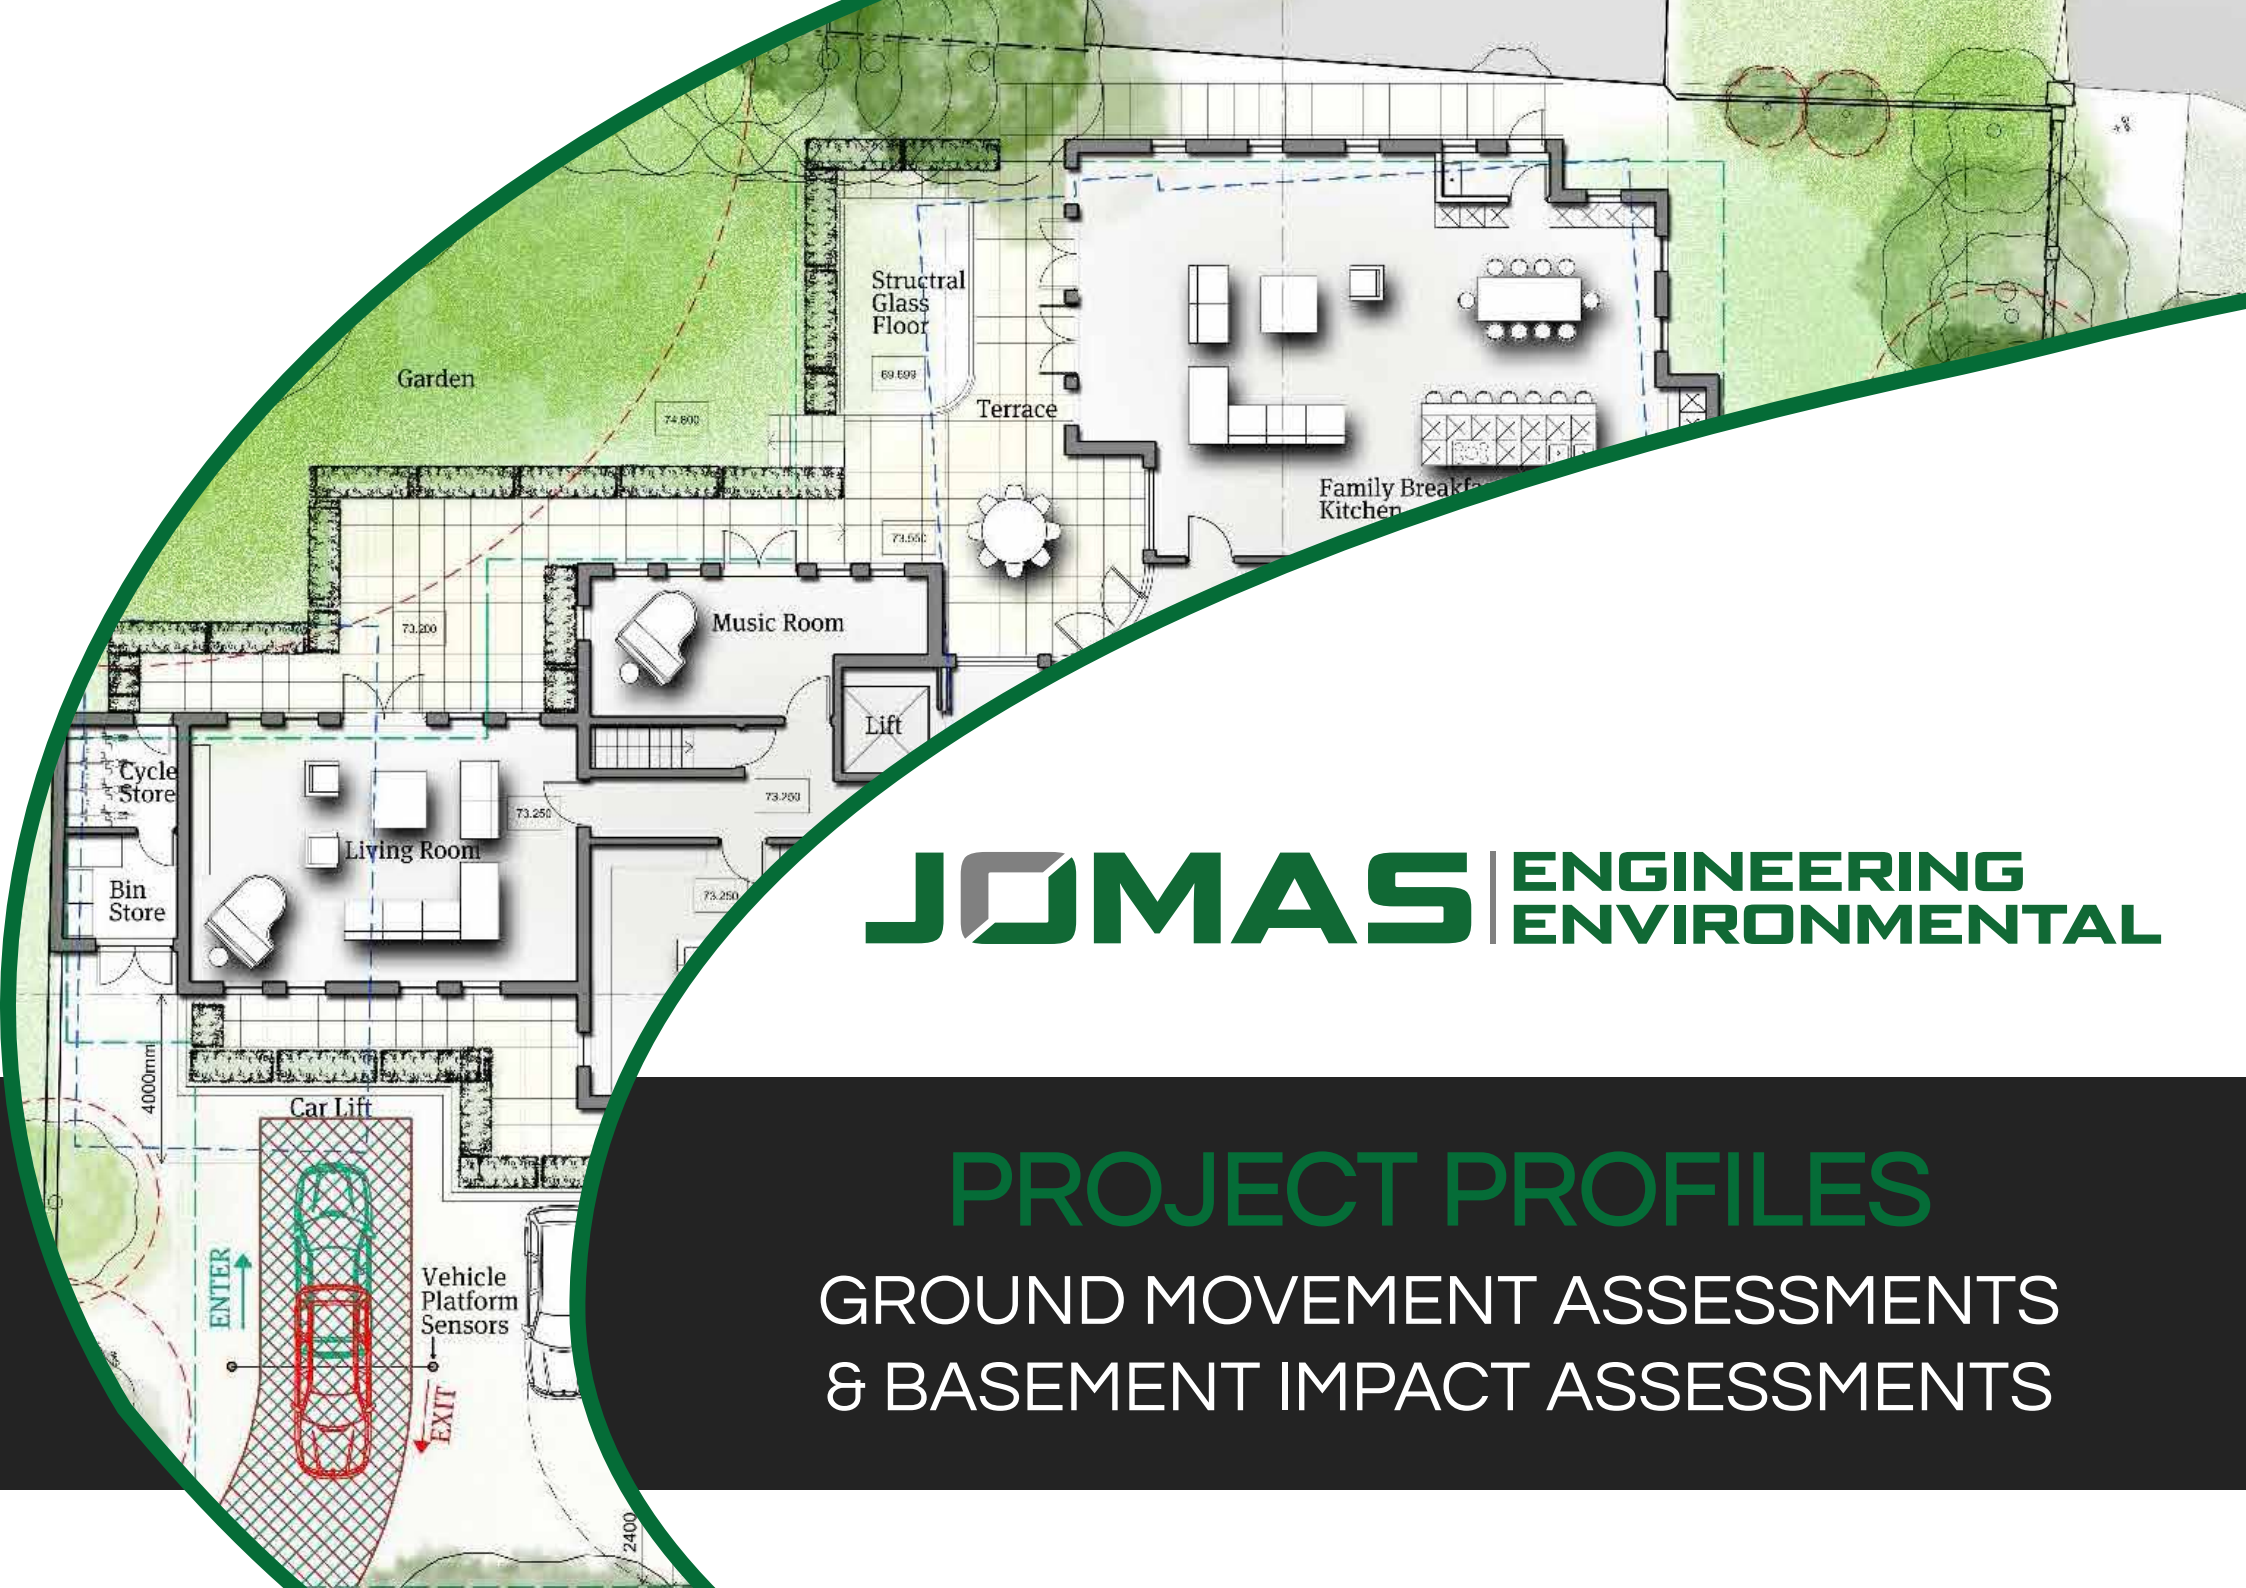 Structral
Glass
Floor
69.699
Garden
74.800
Terrace
Family Breakfa
Kitchen
73.550
Music Room
73.200
Lift
Cycle
Store
73.250
73.250
Living Room
Bin
Store
73.250
JOMAS
ENGINEERING
ENVIRONMENTAL
4000mm
Car Lift
PROJECT PROFILES
GROUND MOVEMENT ASSESSMENTS
& BASEMENT IMPACT ASSESSMENTS
ENTER
Vehicle
Platform
Sensors
EXIT
2400